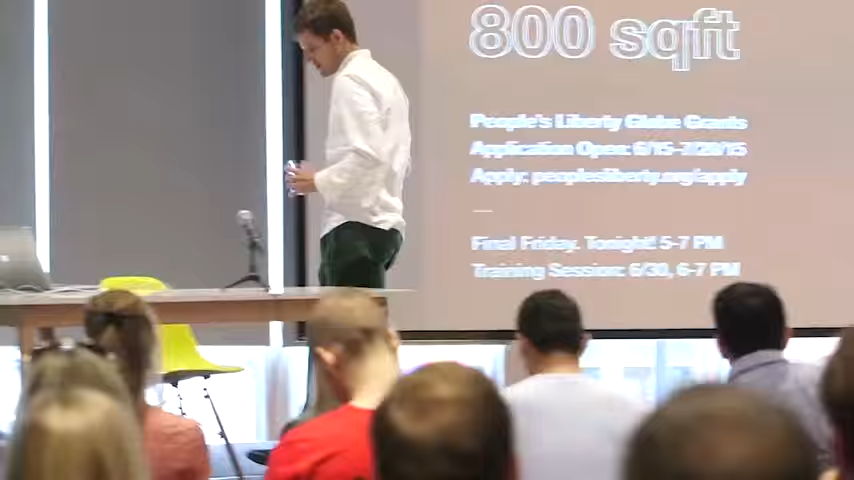 800 sqft
People's Liberty Globe Grants
Application Open: 6/15-7/20/15
Apply: peoplesliberty.org/apply
Final Friday, Tonight! 5-7 PM
Training Session: 6/30, 6-7 PM